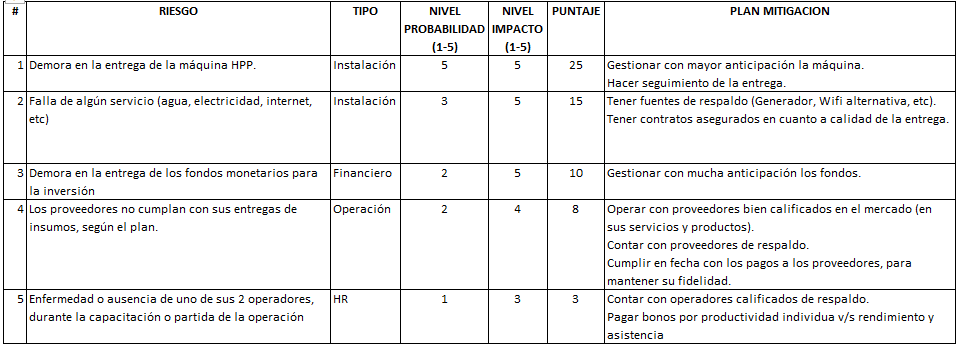 # RIESGO TIPO NIVEL PROBABILIDAD (1-5) NIVEL IMPACTO (1-5) PUNTAJE PLAN MITIGACION
1 Demora en la entrega de la máquina HPP. Instalación 5 5 25 Gestionar con mayor anticipación la máquina.
Hacer seguimiento de la entrega.
2 Falla de algún servicio (agua, electricidad, internet, Instalación 3 5 15 Tener fuentes de respaldo (Generador, Wifi alternativa, etc).
etc) Tener contratos asegurados en cuanto a calidad de la entrega.
3 Demora en la entrega de los fondos monetarios para Financiero 2 5 10 Gestionar con mucha anticipación los fondos.
la inversión
4 Los proveedores no cumplan con sus entregas de Operación 2 4 8 Operar con proveedores bien calificados en el mercado (en
insumos, según el plan. sus servicios y productos).
Contar con proveedores de respaldo.
Cumplir en fecha con los pagos a los proveedores, para
mantener su fidelidad.
5 Enfermedad o ausencia de uno de sus 2 operadores, HR 1 3 3 Contar con operadores calificados de respaldo.
durante la capacitación o partida de la operación Pagar bonos por productividad individua v/s rendimiento y
asistencia